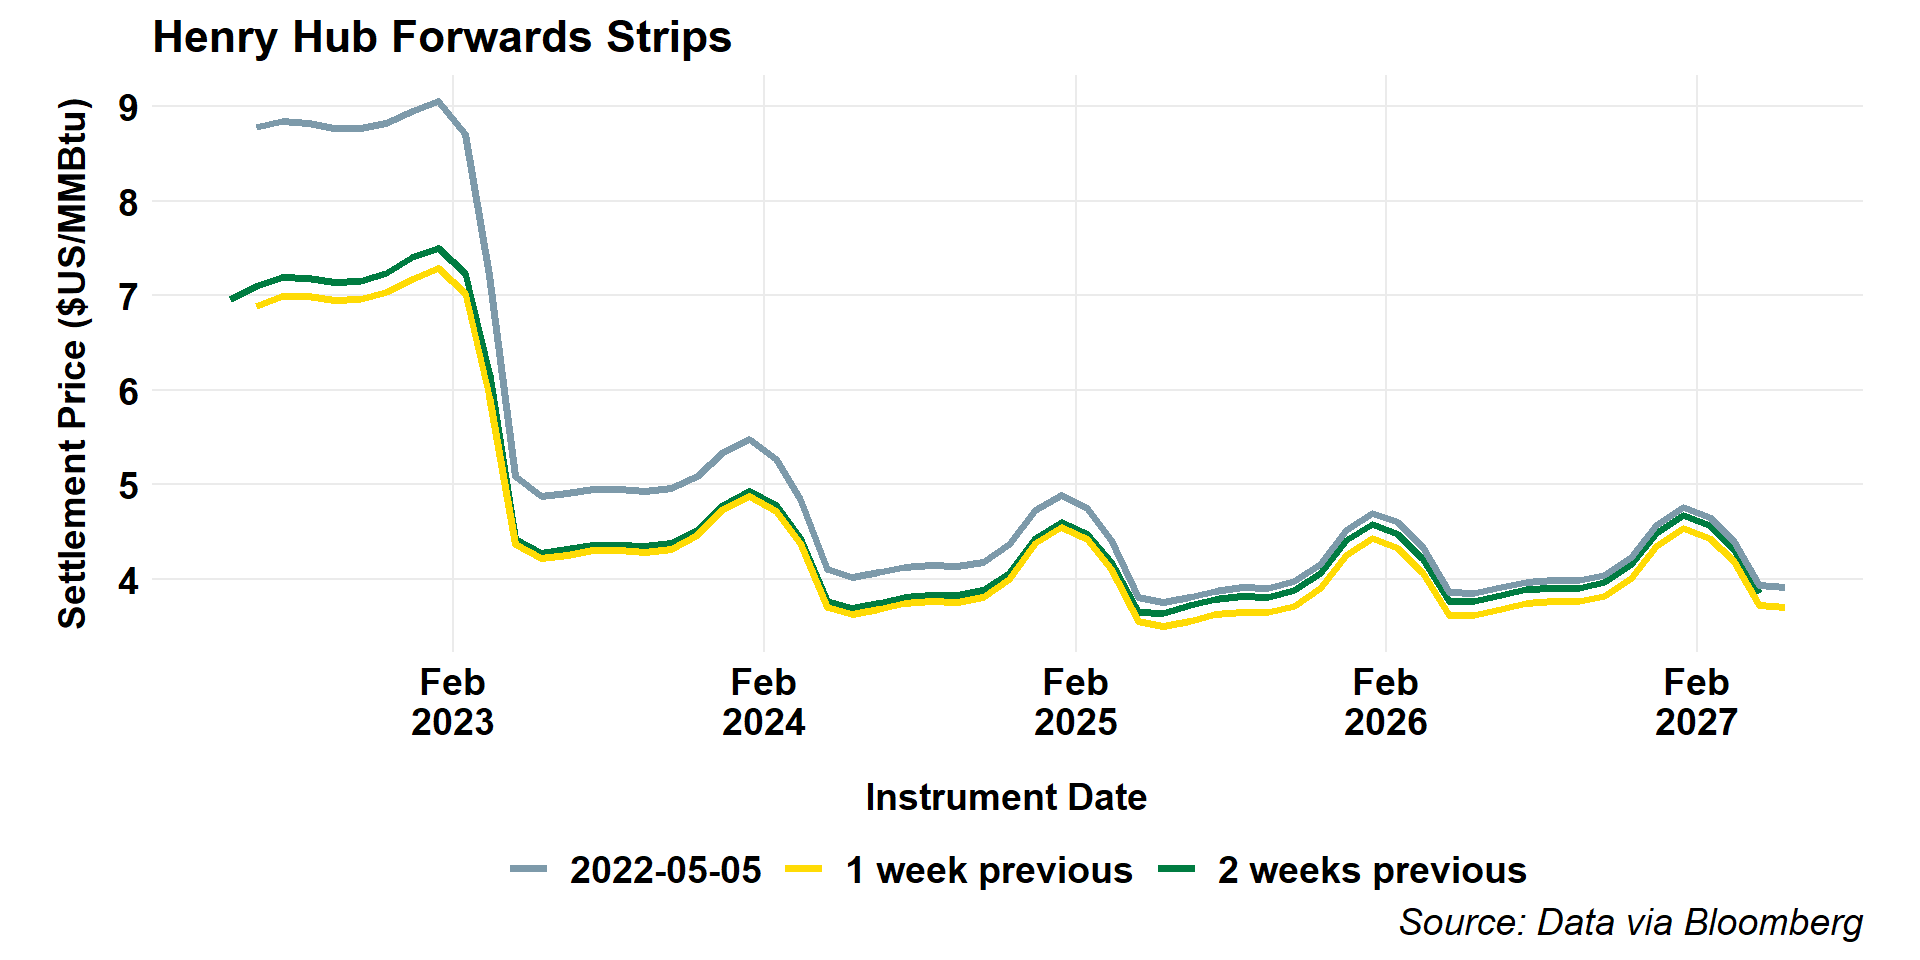 Henry Hub Forwards Strips
Settlement Price ($US/MMBtu)
9
8
7
6
5
4
Feb
2023
Feb
2024
Feb
2025
Feb
2026
Feb
2027
Instrument Date
2022-05-05
1 week previous
2 weeks previous
Source: Data via Bloomberg